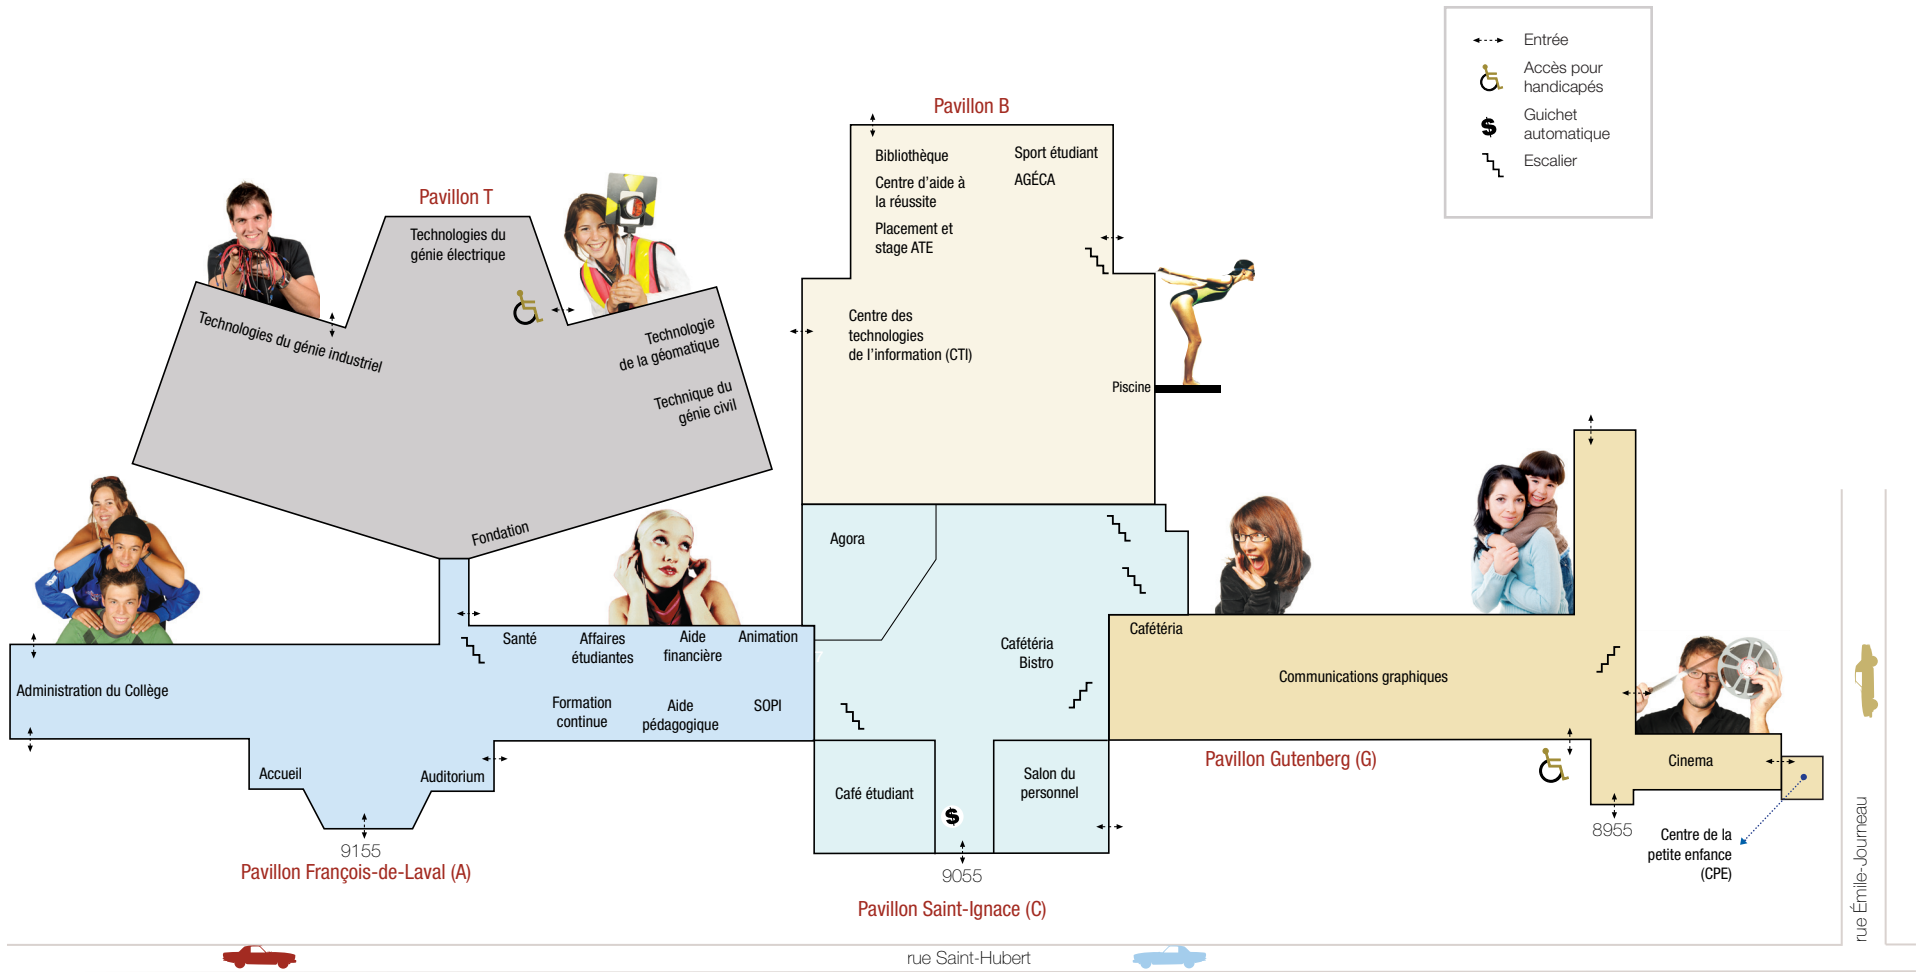 Entrée
Accès pour
handicapés
$
Guichet
automatique
Escalier
Pavillon B
Bibliothèque
Centre d'aide à
la réussite
Placement et
stage ATE
Sport étudiant
AGÉCA
Centre des
technologies
de l'information (CTI)
Piscine
Pavillon T
Technologies du
génie électrique
Technologies du génie industriel
Technologie
de la géomatique
Technique du
génie civil
Fondation
Agora
Cafétéria
Bistro
Café étudiant
Salon du
personnel
$
9055
Pavillon Saint-Ignace (C)
Santé
Affaires
étudiantes
Aide
financière
Animation
Formation
continue
Aide
pédagogique
SOPI
Administration du Collège
Accueil
Auditorium
9155
Pavillon François-de-Laval (A)
Cafétéria
Communications graphiques
Pavillon Gutenberg (G)
Cinema
8955
Centre de la
petite enfance
(CPE)
rue Émile-Journeau
rue Saint-Hubert